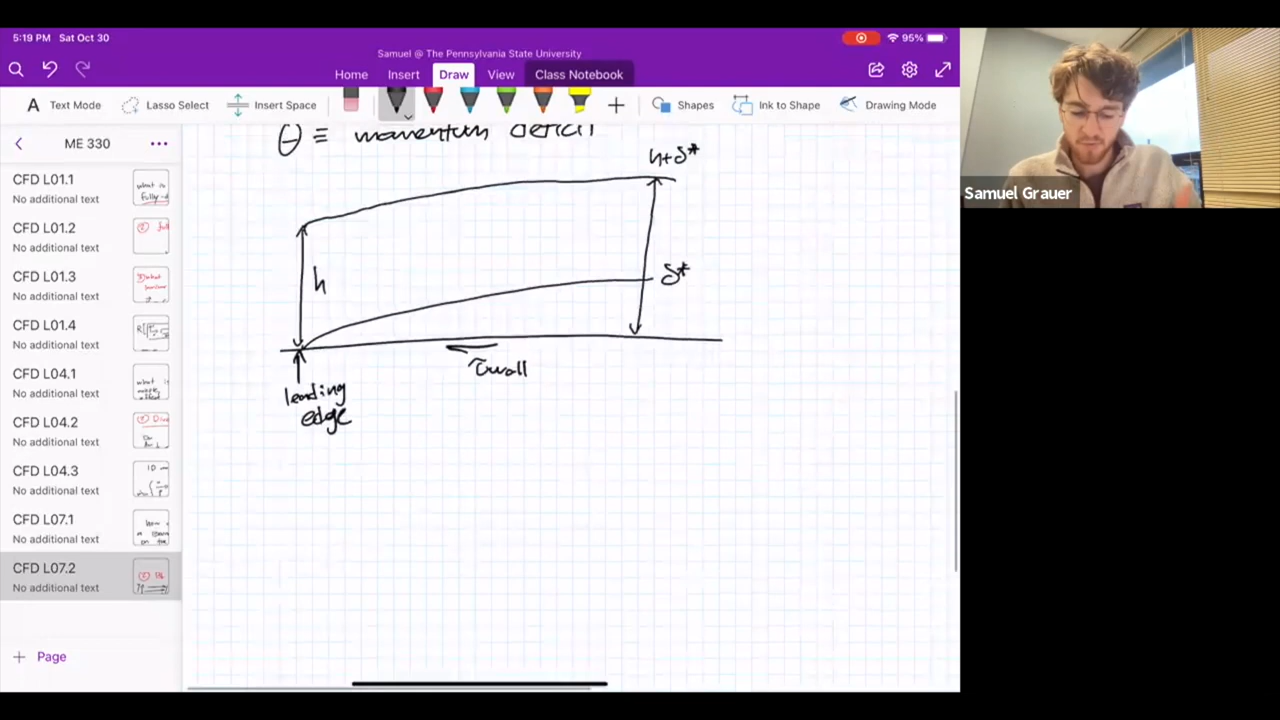 5:19 PM Sat Oct 30
95%
Samuel @ The Pennsylvania State University
Home Insert Draw View Class Notebook
A Text Mode Lasso Select Insert Space Shapes Ink to Shape Drawing Mode
ME 330
CFD L01.1
No additional text
CFD L01.2
No additional text
CFD L01.3
No additional text
CFD L01.4
No additional text
CFD L04.1
No additional text
CFD L04.2
No additional text
CFD L04.3
No additional text
CFD L07.1
No additional text
CFD L07.2
No additional text
Page
θ ≡ momentum deficit
h+δ*
h
δ*
τwall
leading
edge
Samuel Grauer